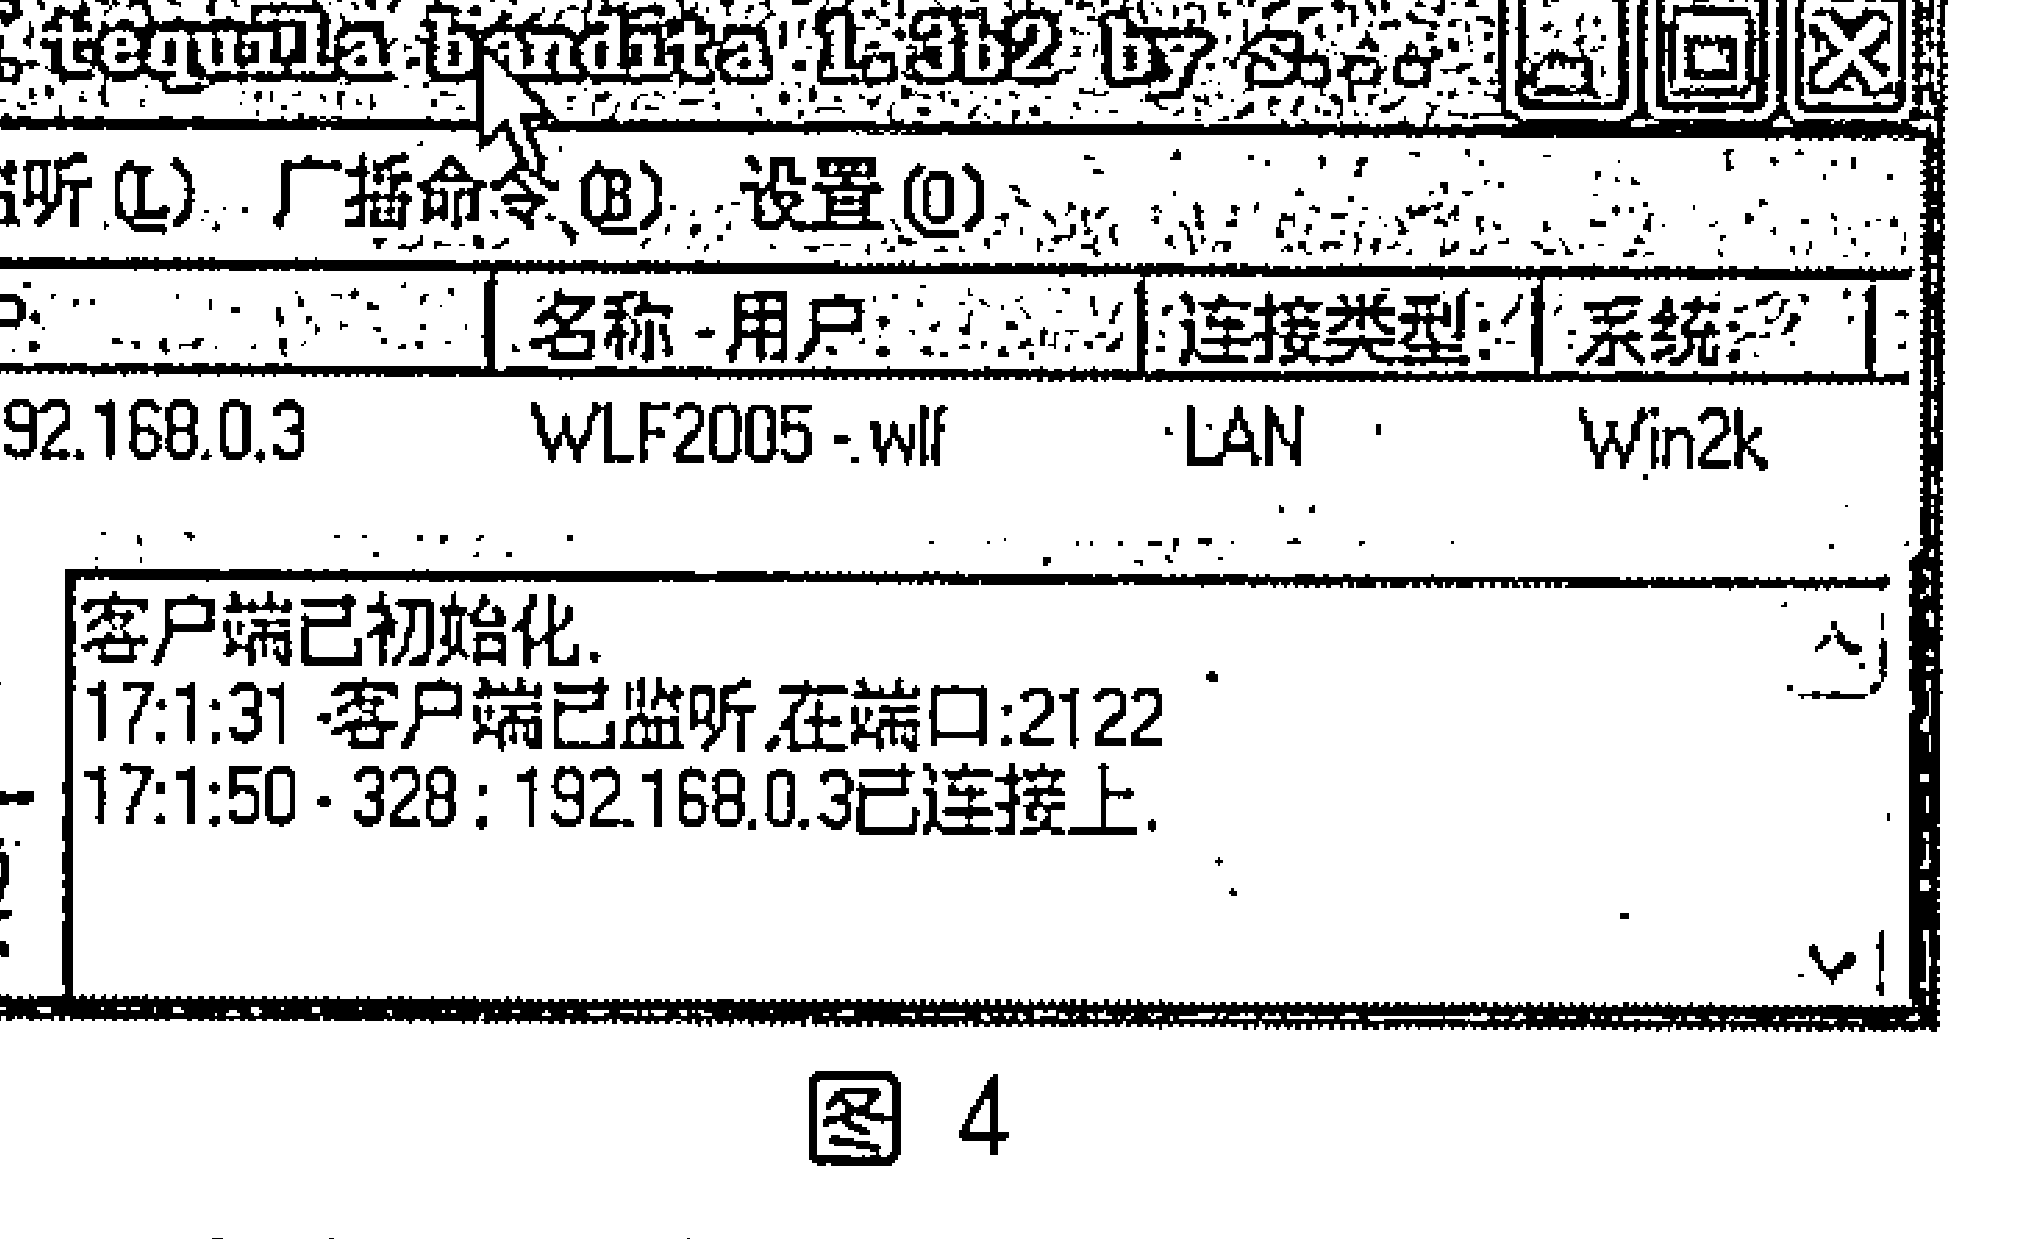 tequila bandita 1.3b2 by s...
听(L) 广播命令(B) 设置(O)
名称 - 用户: 连接类型: 系统:
92.168.0.3 WLF2005 - wlf LAN Win2k
客户端已初始化.
17:1:31 -客户端已监听,在端口:2122
17:1:50 - 328 : 192.168.0.3已连接上.
图 4